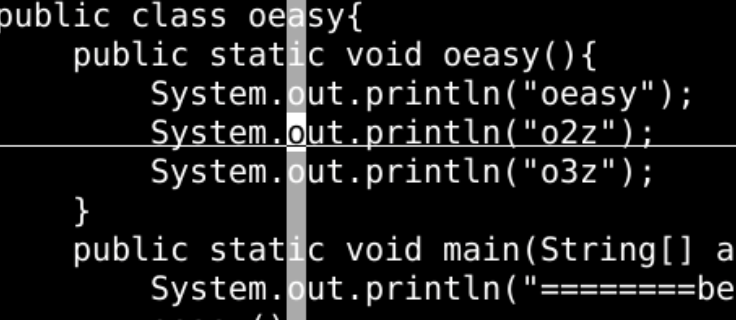 public class oeasy{
public static void oeasy(){
System.out.println("oeasy");
System.out.println("o2z");
System.out.println("o3z");
}
public static void main(String[] a
System.out.println("========be